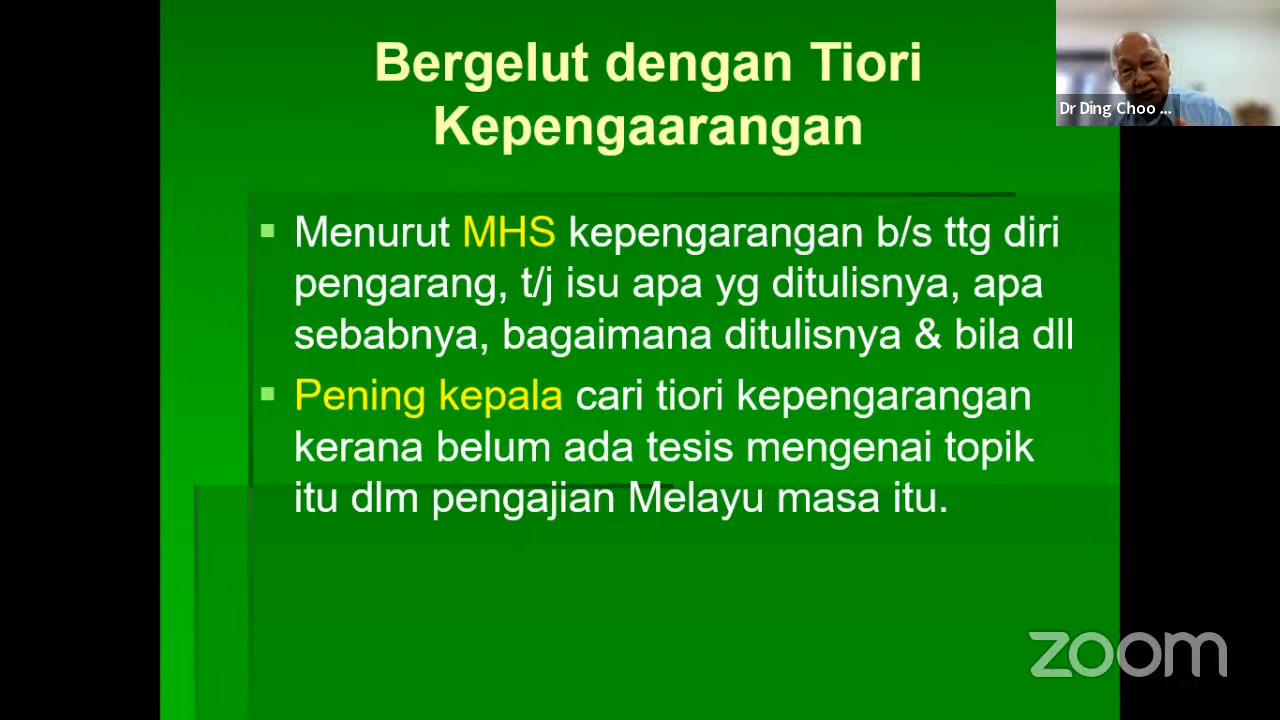 Bergelut dengan Tiori
Kepengaarangan
Dr Ding Choo ...
Menurut MHS kepengarangan b/s ttg diri
pengarang, t/j isu apa yg ditulisnya, apa
sebabnya, bagaimana ditulisnya & bila dll
Pening kepala cari tiori kepengarangan
kerana belum ada tesis mengenai topik
itu dlm pengajian Melayu masa itu.
zoom